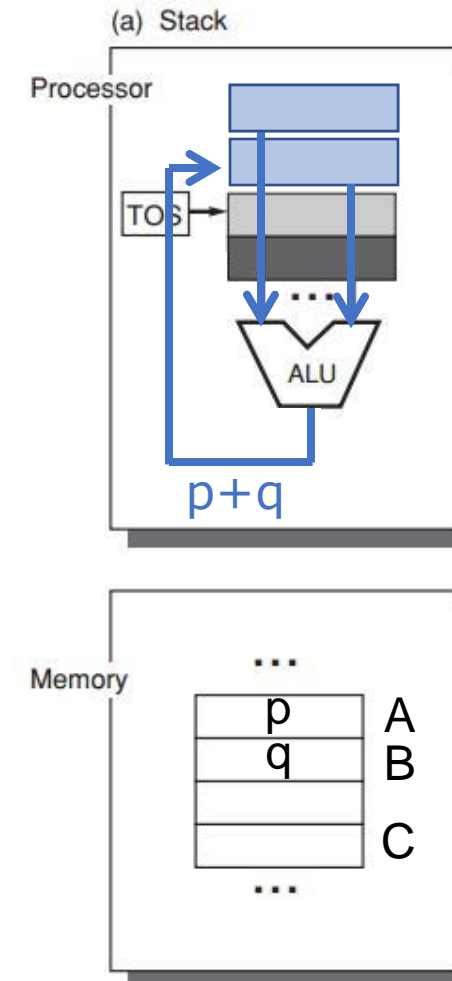 (a) Stack
Processor
TOS
...
ALU
p+q
Memory
...
p A
q B
C
...